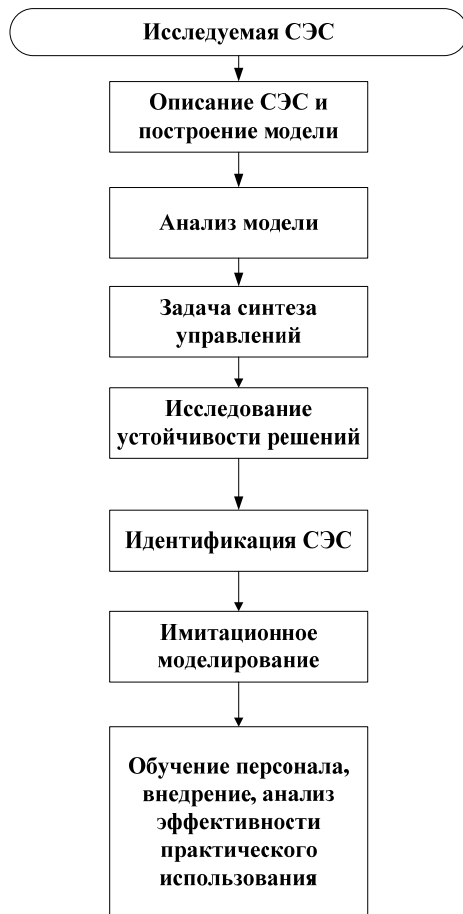 Исследуемая СЭС
Описание СЭС и
построение модели
Анализ модели
Задача синтеза
управлений
Исследование
устойчивости решений
Идентификация СЭС
Имитационное
моделирование
Обучение персонала,
внедрение, анализ
эффективности
практического
использования